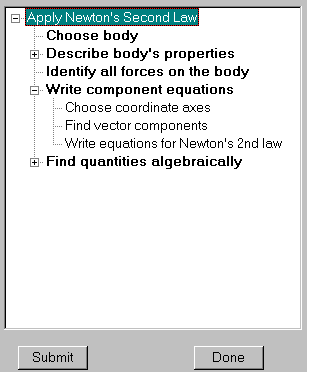 Apply Newton's Second Law
Choose body
Describe body's properties
Identify all forces on the body
Write component equations
Choose coordinate axes
Find vector components
Write equations for Newton's 2nd law
Find quantities algebraically
Submit
Done